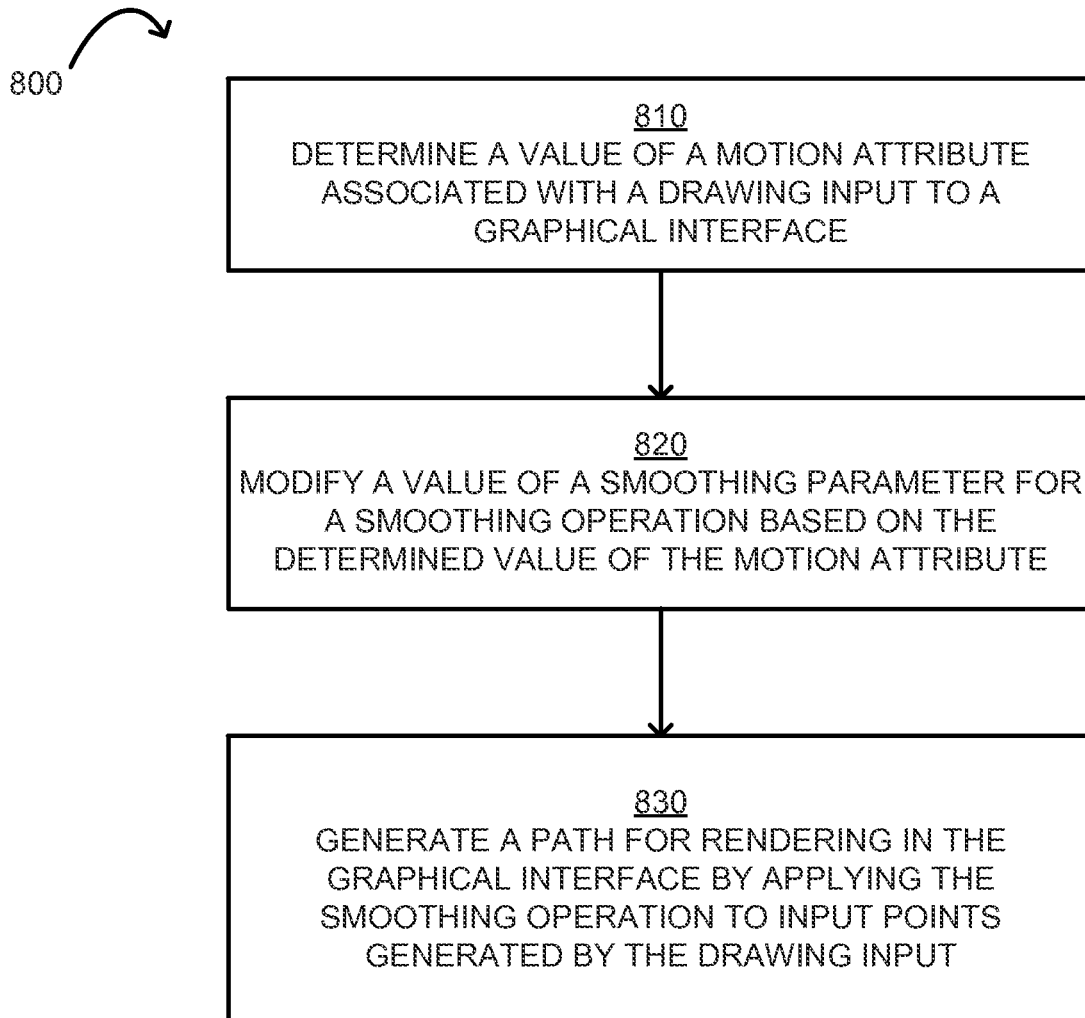 800
810
DETERMINE A VALUE OF A MOTION ATTRIBUTE
ASSOCIATED WITH A DRAWING INPUT TO A
GRAPHICAL INTERFACE
820
MODIFY A VALUE OF A SMOOTHING PARAMETER FOR
A SMOOTHING OPERATION BASED ON THE
DETERMINED VALUE OF THE MOTION ATTRIBUTE
830
GENERATE A PATH FOR RENDERING IN THE
GRAPHICAL INTERFACE BY APPLYING THE
SMOOTHING OPERATION TO INPUT POINTS
GENERATED BY THE DRAWING INPUT